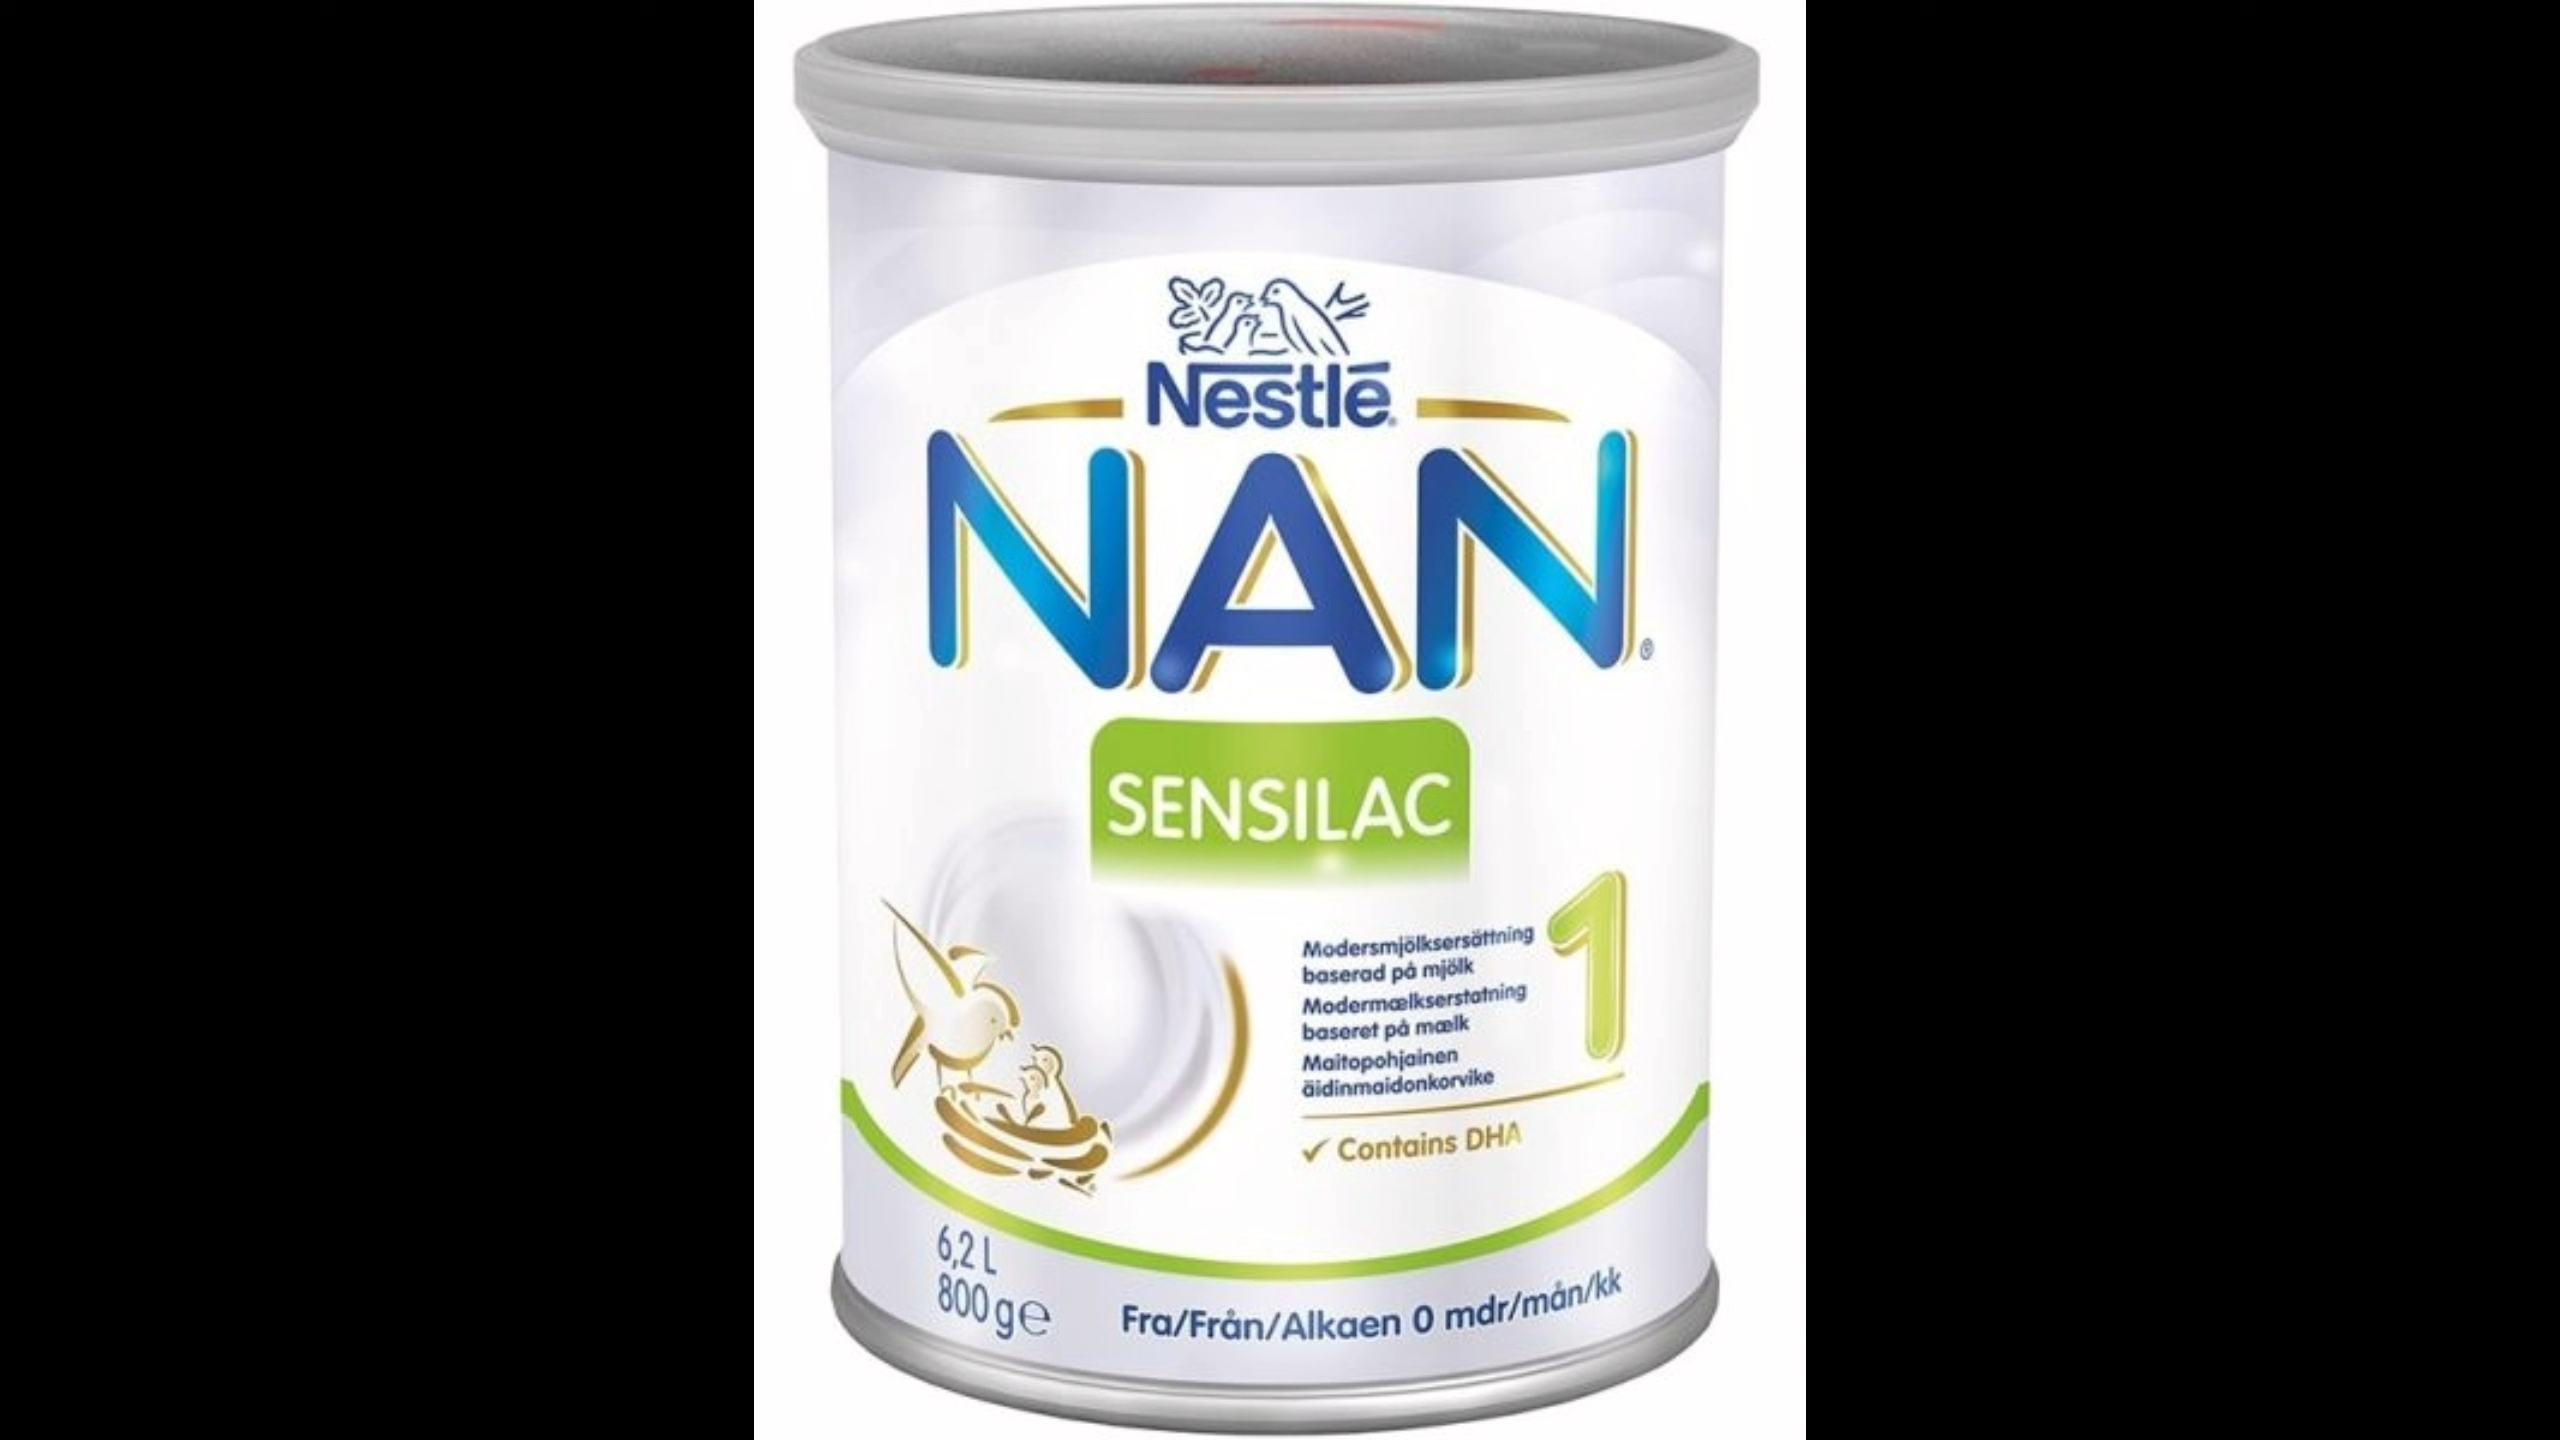 Nestlé
NAN
SENSILAC
1
Modersmjölksersättning
baserad på mjölk
Modermælkserstatning
baseret på mælk
Maitopohjainen
äidinmaidonkorvike
✓ Contains DHA
6,2 L
800 g ℮
Fra/Från/Alkaen 0 mdr/mån/kk